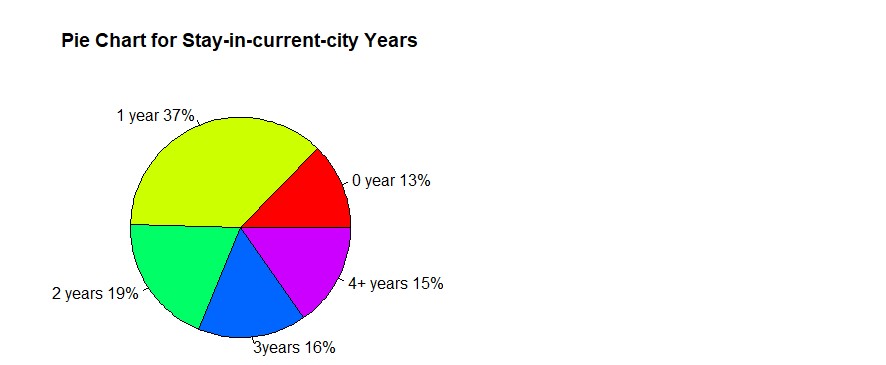 Pie Chart for Stay-in-current-city Years
1 year 37%
0 year 13%
4+ years 15%
2 years 19%
3years 16%